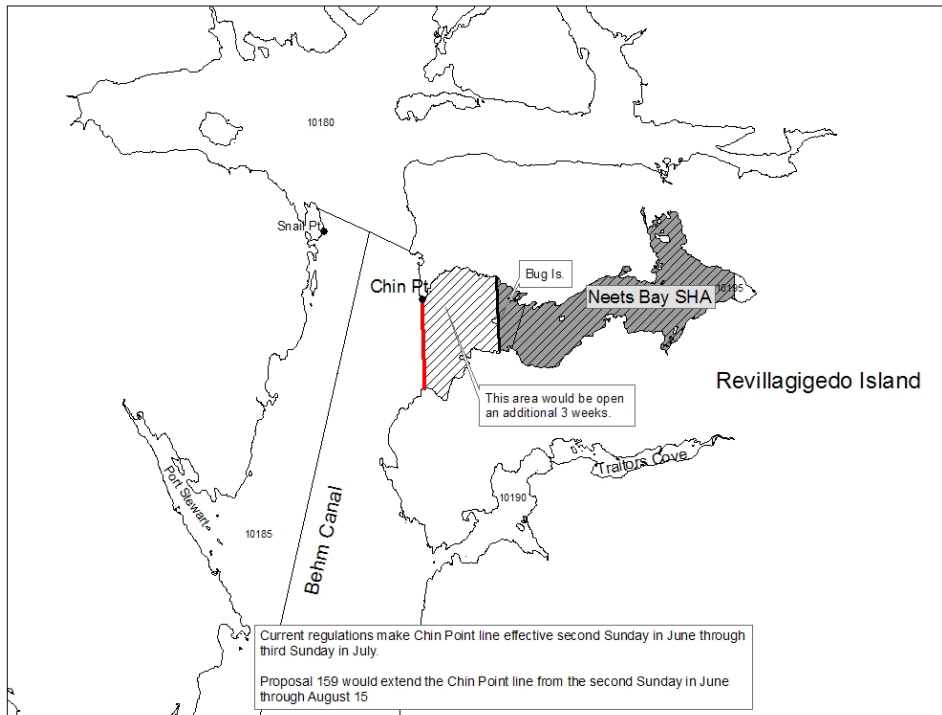 10180
Snail Pt.
Chin Pt.
Bug Is.
Neets Bay SHA
10195
Revillagigedo Island
This area would be open
an additional 3 weeks.
Traitors Cove
10190
Port Stewart
10185
Behm Canal
Current regulations make Chin Point line effective second Sunday in June through
third Sunday in July.
Proposal 159 would extend the Chin Point line from the second Sunday in June
through August 15